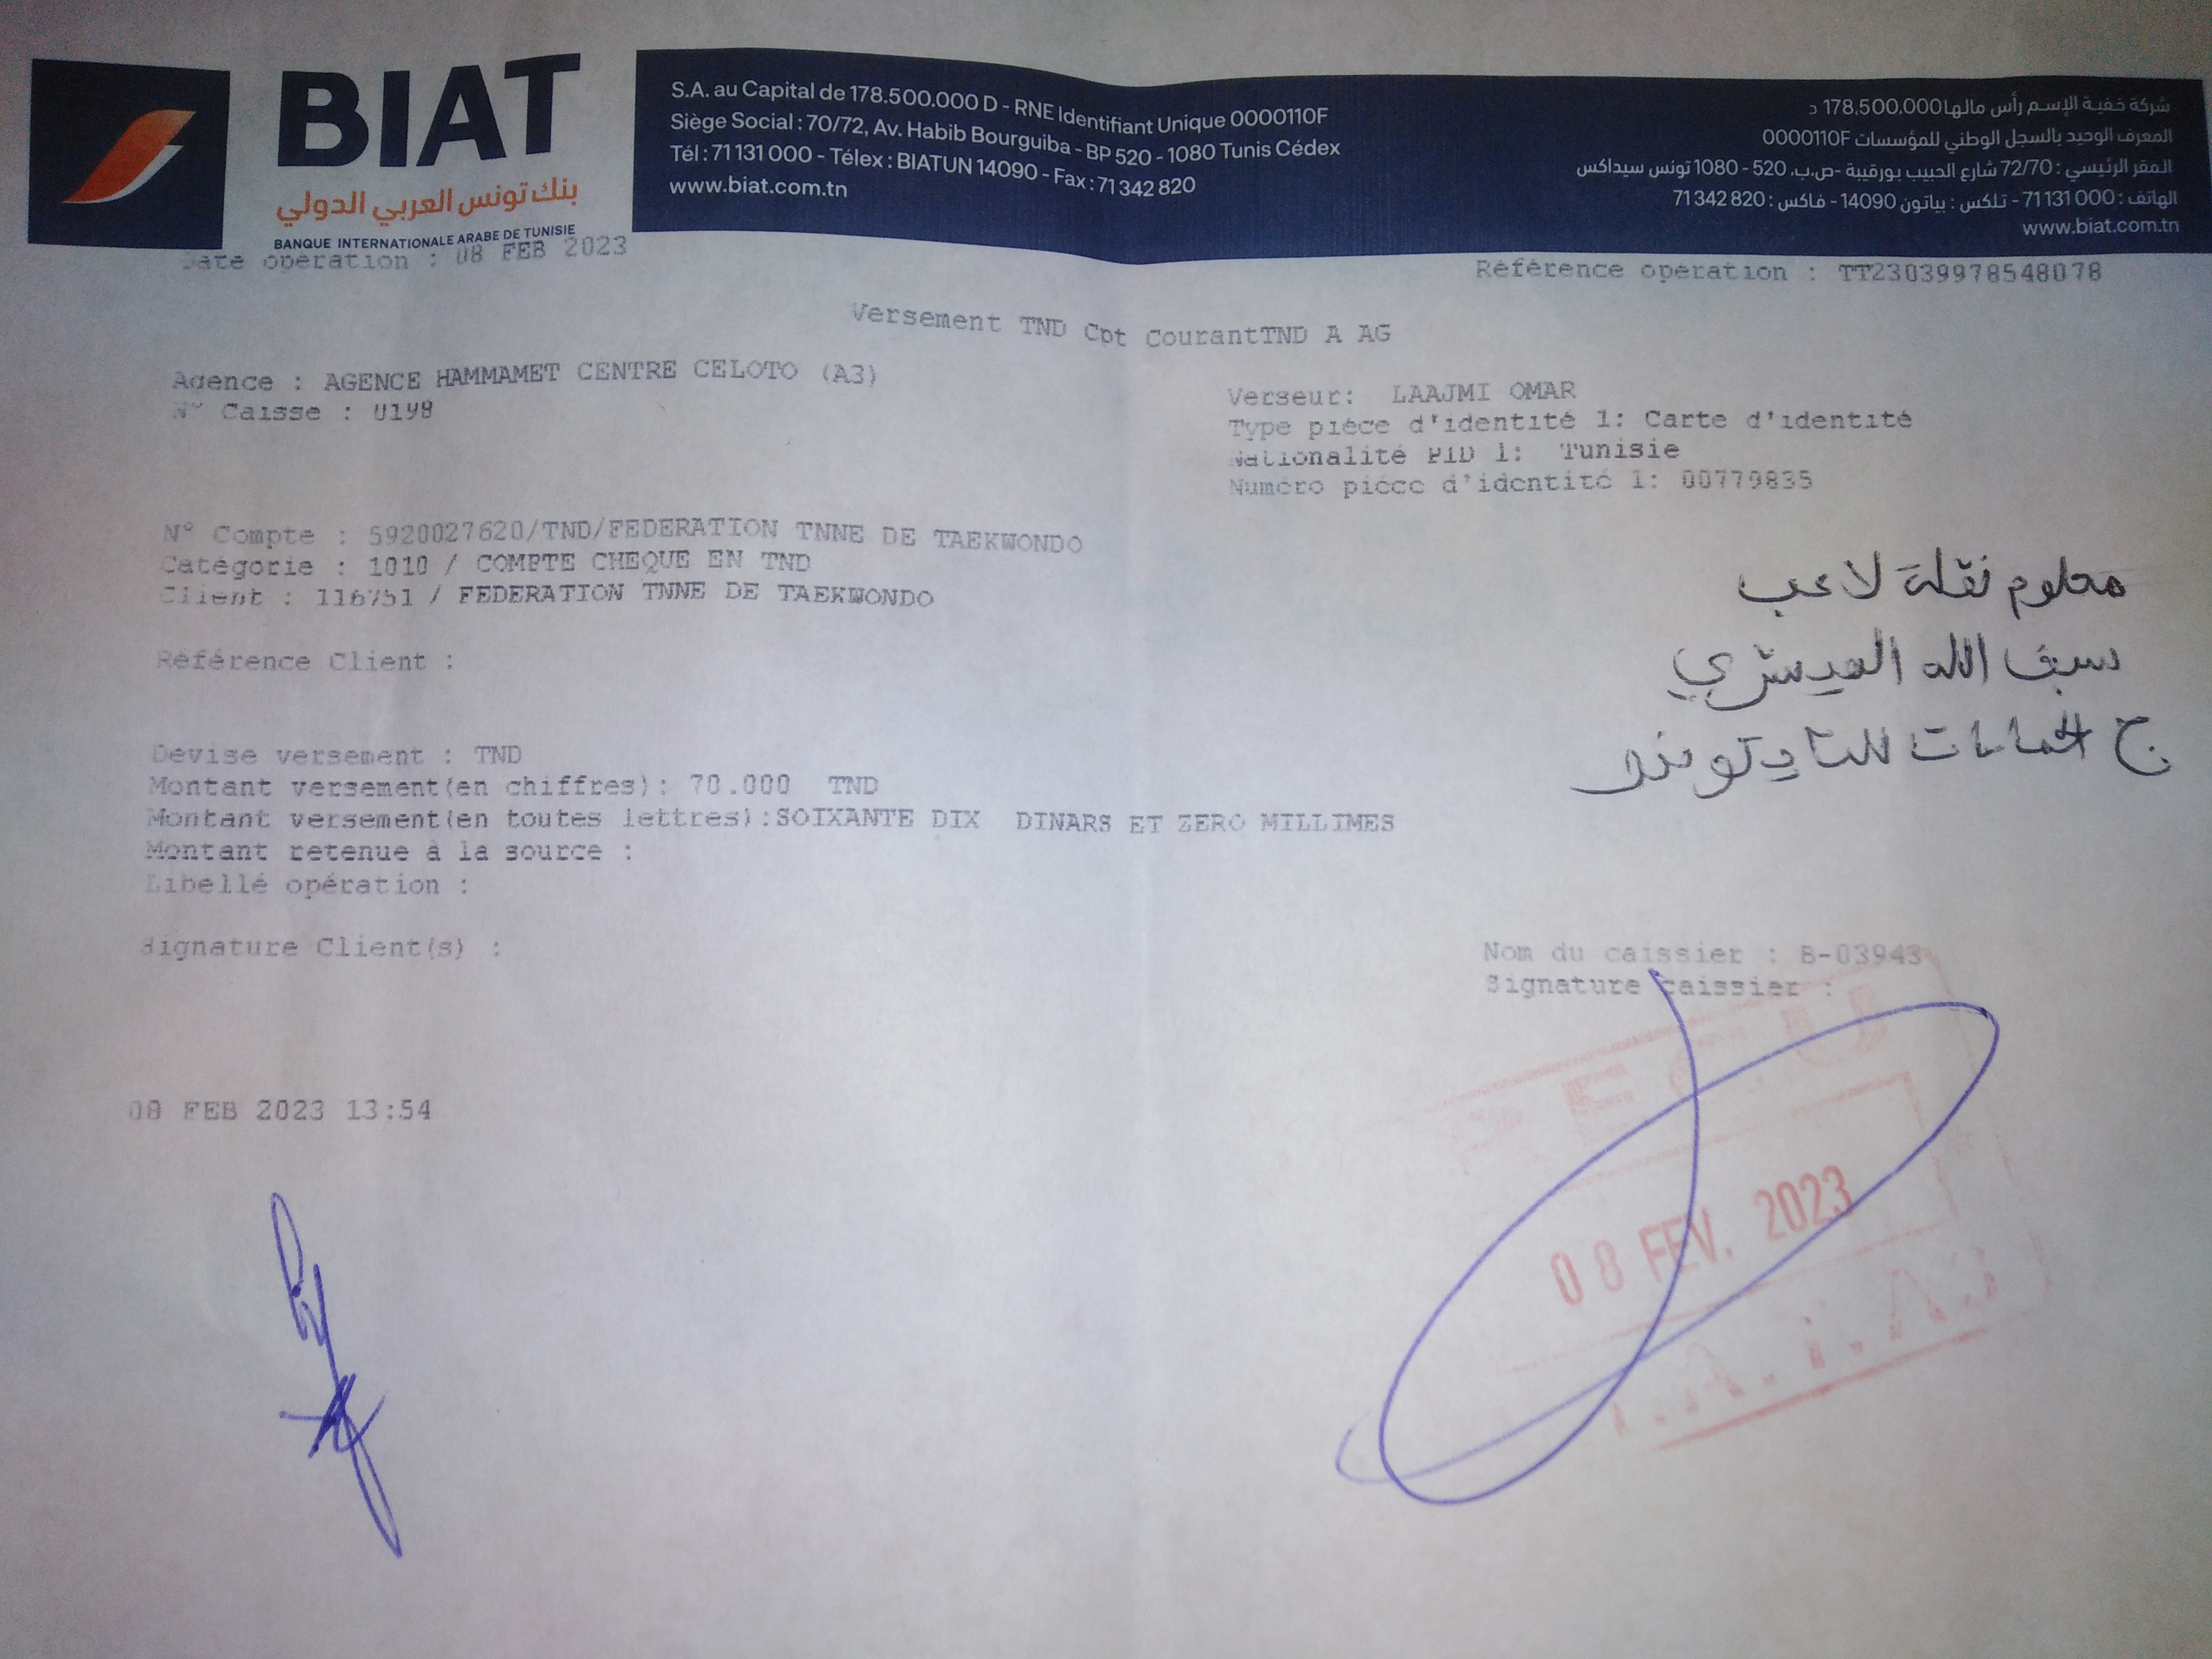 BIAT
بنك تونس العربي الدولي
BANQUE INTERNATIONALE ARABE DE TUNISIE
S.A. au Capital de 178.500.000 D - RNE Identifiant Unique 0000110F
Siège Social : 70/72, Av. Habib Bourguiba - BP 520 - 1080 Tunis Cédex
Tél : 71 131 000 - Télex : BIATUN 14090 - Fax : 71 342 820
www.biat.com.tn
شركة خفية الإسم رأس مالها 178.500.000 د
المعرف الوحيد بالسجل الوطني للمؤسسات 0000110F
المقر الرئيسي : 72/70 شارع الحبيب بورقيبة -ص.ب. 520 - 1080 تونس سيداكس
الهاتف : 71 131 000 - تلكس : بياتون 14090 - فاكس : 71 342 820
www.biat.com.tn
Date opération : 08 FEB 2023
Référence opération : TT23039978548078
Versement TND Cpt CourantTND A AG
Agence : AGENCE HAMMAMET CENTRE CELOTO (A3)
N° Caisse : 0198
Verseur: LAAJMI OMAR
Type pièce d'identité 1: Carte d'identité
Nationalité PID 1: Tunisie
Numéro pièce d'identité 1: 00779835
N° Compte : 5920027620/TND/FEDERATION TNNE DE TAEKWONDO
Catégorie : 1010 / COMPTE CHEQUE EN TND
Client : 116751 / FEDERATION TNNE DE TAEKWONDO
معلوم نقلة لاعب
سيف الله العيشري
ج الحمامات للتايكوندو
Référence Client :
Devise versement : TND
Montant versement(en chiffres): 70.000 TND
Montant versement(en toutes lettres):SOIXANTE DIX DINARS ET ZERO MILLIMES
Montant retenue à la source :
Libellé opération :
Signature Client(s) :
Nom du caissier : B-03943
Signature caissier :
08 FEB 2023 13:54
08 FEV. 2023